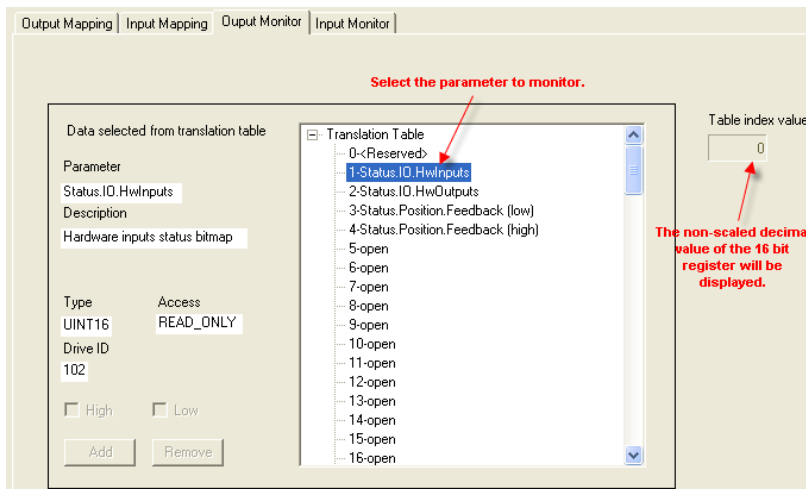 Output Mapping
Input Mapping
Ouput Monitor
Input Monitor
Select the parameter to monitor.
Data selected from translation table
Parameter
Status.IO.HwInputs
Description
Hardware inputs status bitmap
Type
Access
UINT16
READ_ONLY
Drive ID
102
High
Low
Add
Remove
Translation Table
0-<Reserved>
1-Status.IO.HwInputs
2-Status.IO.HwOutputs
3-Status.Position.Feedback (low)
4-Status.Position.Feedback (high)
5-open
6-open
7-open
8-open
9-open
10-open
11-open
12-open
13-open
14-open
15-open
16-open
Table index value
0
The non-scaled decima
value of the 16 bit
register will be
displayed.